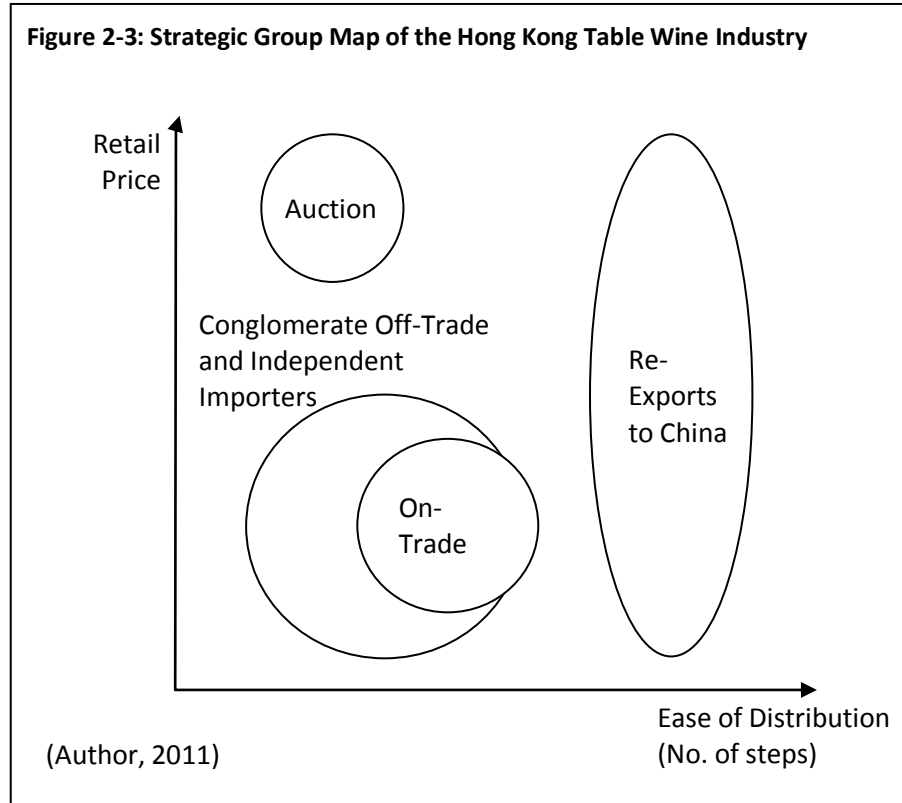 Figure 2-3: Strategic Group Map of the Hong Kong Table Wine Industry
Retail
Price
Auction
Conglomerate Off-Trade
and Independent
Importers
Re-
Exports
to China
On-
Trade
Ease of Distribution
(No. of steps)
(Author, 2011)